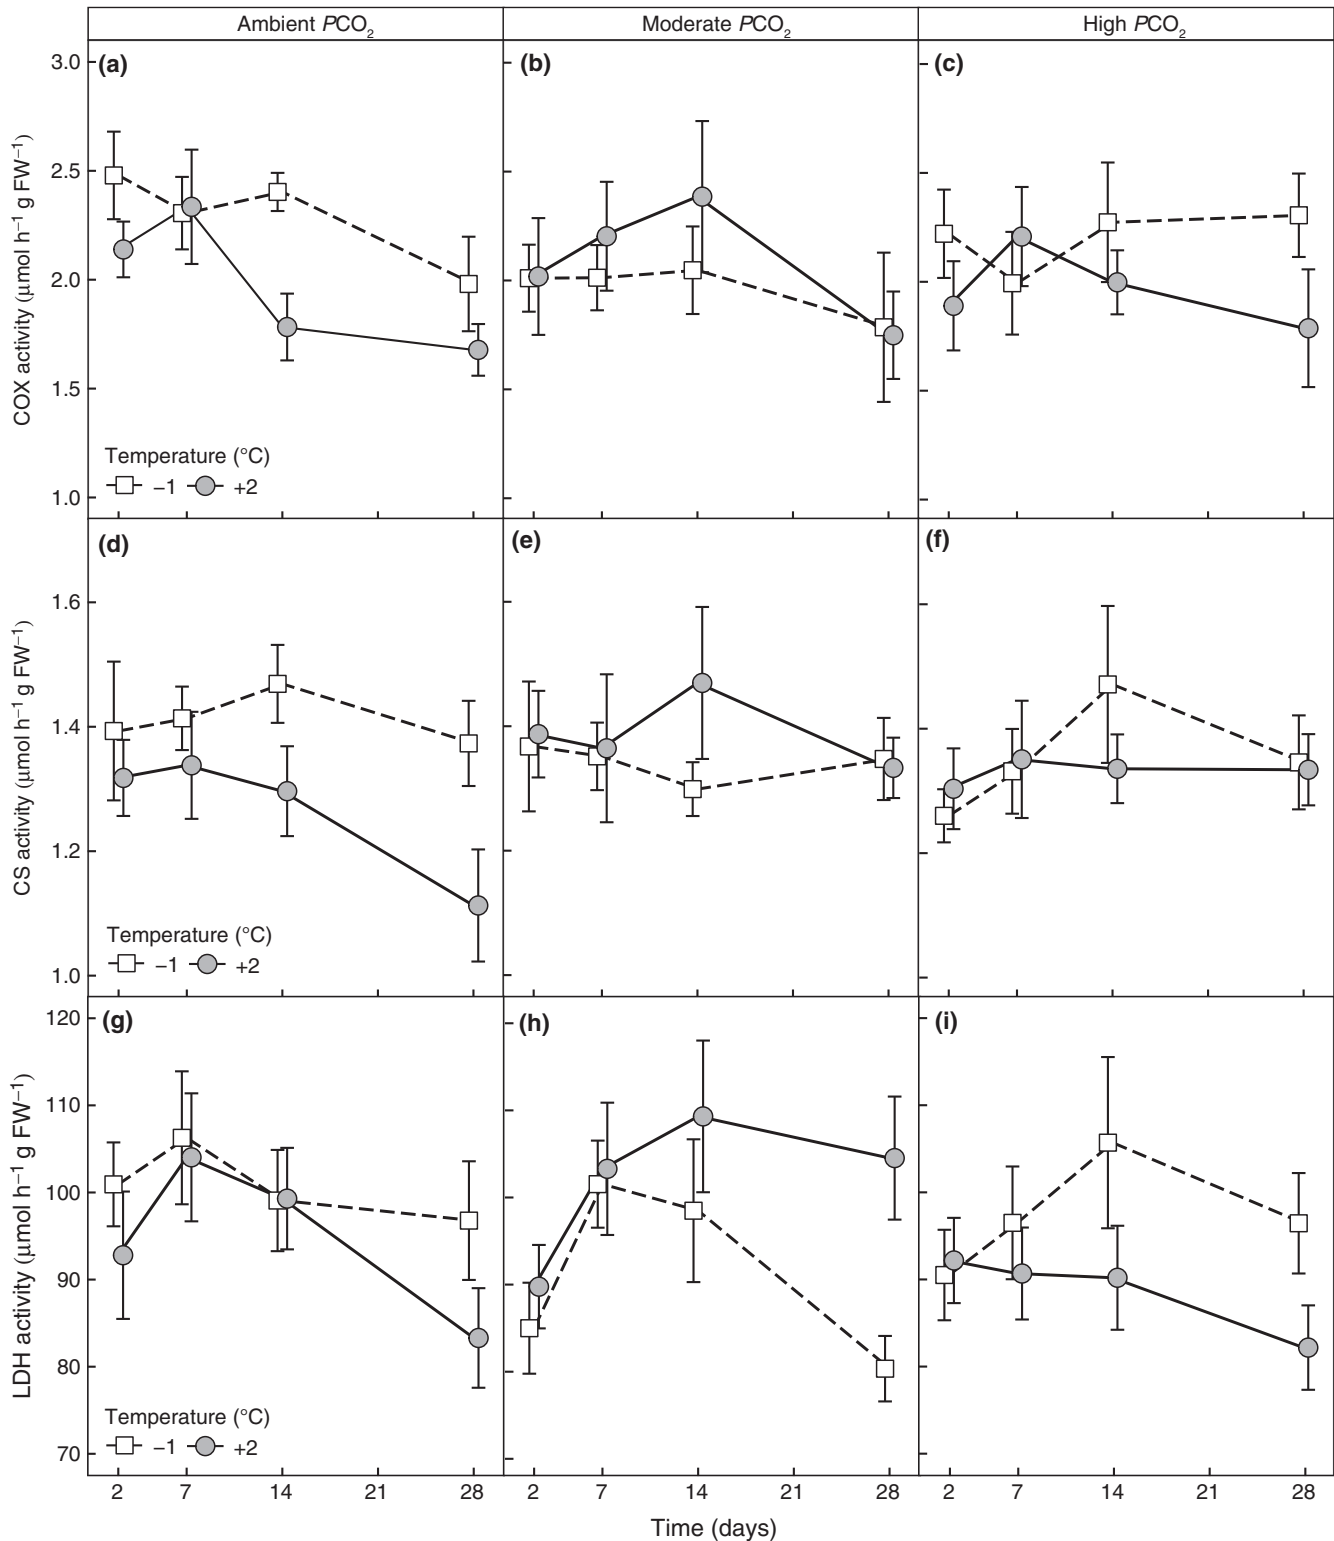 Ambient PCO₂ Moderate PCO₂ High PCO₂
(a) (b) (c)
3.0
2.5
2.0
1.5
1.0
COX activity (μmol h⁻¹ g FW⁻¹)
Temperature (°C)
−1 +2
(d) (e) (f)
1.6
1.4
1.2
1.0
CS activity (μmol h⁻¹ g FW⁻¹)
Temperature (°C)
−1 +2
(g) (h) (i)
120
110
100
90
80
70
LDH activity (μmol h⁻¹ g FW⁻¹)
Temperature (°C)
−1 +2
2 7 14 21 28 2 7 14 21 28 2 7 14 21 28
Time (days)